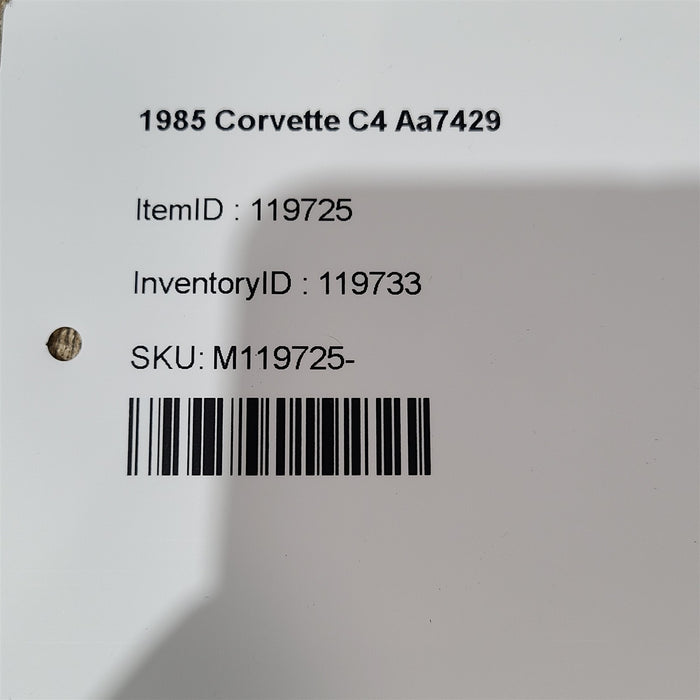 1985 Corvette C4 Aa7429
ItemID : 119725
InventoryID : 119733
SKU: M119725-